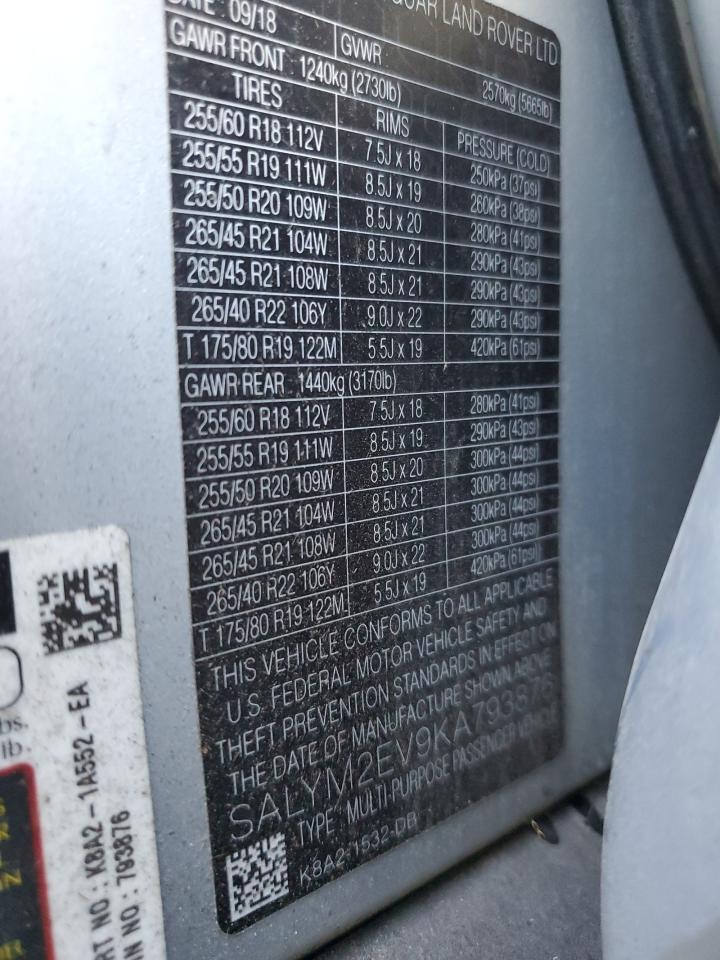 DATE 09/18 GUAR LAND ROVER LTD
GVWR 2570kg (5665lb)
GAWR FRONT : 1240kg (2730lb)
TIRES RIMS PRESSURE (COLD)
255/60 R18 112V 7.5J x 18 250kPa (37psi)
255/55 R19 111W 8.5J x 19 260kPa (38psi)
255/50 R20 109W 8.5J x 20 280kPa (41psi)
265/45 R21 104W 8.5J x 21 290kPa (43psi)
265/45 R21 108W 8.5J x 21 290kPa (43psi)
265/40 R22 106Y 9.0J x 22 290kPa (43psi)
T 175/80 R19 122M 5.5J x 19 420kPa (61psi)
GAWR REAR : 1440kg (3170lb)
255/60 R18 112V 7.5J x 18 280kPa (41psi)
255/55 R19 111W 8.5J x 19 290kPa (43psi)
255/50 R20 109W 8.5J x 20 300kPa (44psi)
265/45 R21 104W 8.5J x 21 300kPa (44psi)
265/45 R21 108W 8.5J x 21 300kPa (44psi)
265/40 R22 106Y 9.0J x 22 300kPa (44psi)
T 175/80 R19 122M 5.5J x 19 420kPa (61psi)
THIS VEHICLE CONFORMS TO ALL APPLICABLE
U.S. FEDERAL MOTOR VEHICLE SAFETY AND
THEFT PREVENTION STANDARDS IN EFFECT ON
THE DATE OF MANUFACTURE SHOWN ABOVE
SALYM2EV9KA793876
TYPE : MULTI-PURPOSE PASSENGER VEHICLE
K8A2-1532-DB
bs.
lb.
RT NO : K8A2-1A552-EA
IN NO : 793876